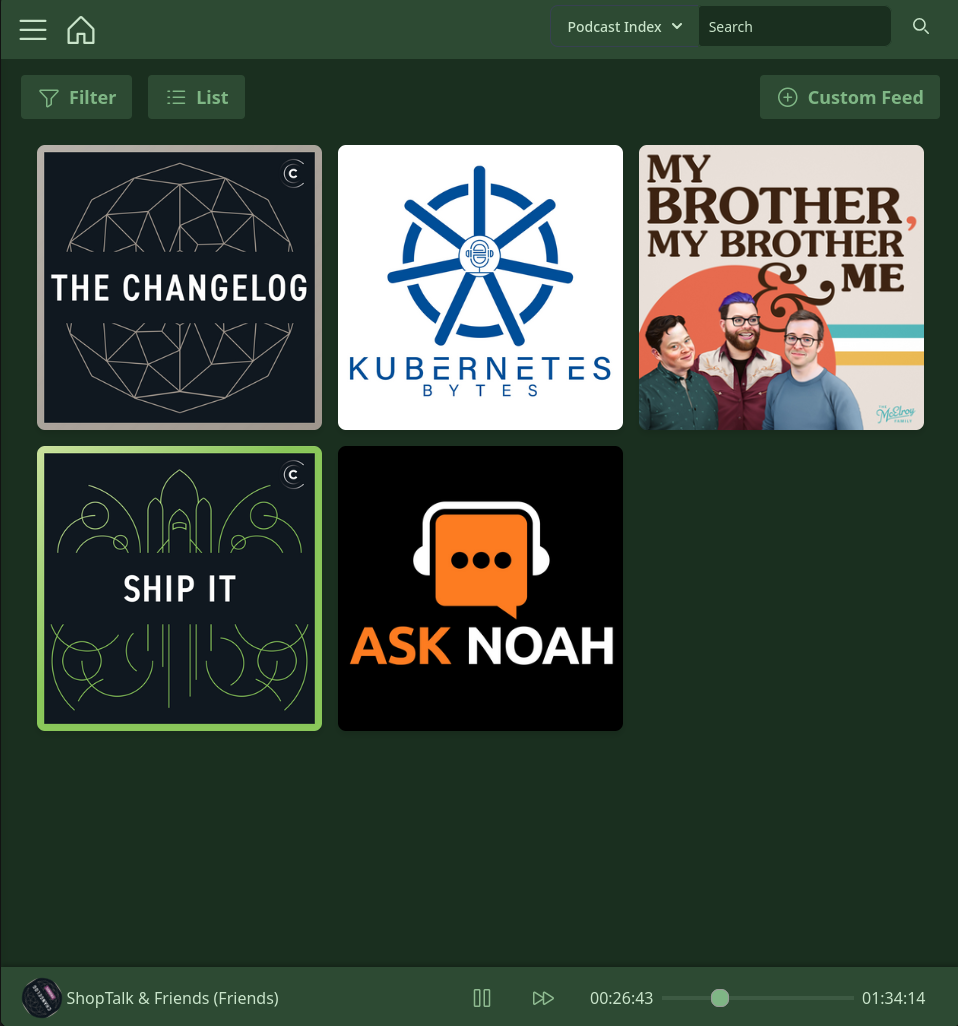 Podcast Index
Search
Filter
List
Custom Feed
C
THE CHANGELOG
KUBERNETES
BYTES
MY
BROTHER,
MY BROTHER
& ME
THE
McElroy
FAMILY
C
SHIP IT
ASK NOAH
ShopTalk & Friends (Friends)
00:26:43
01:34:14